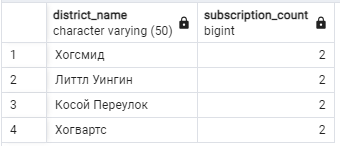 district_name subscription_count
character varying (50) bigint
1 Хогсмид 2
2 Литтл Уингин 2
3 Косой Переулок 2
4 Хогвартс 2